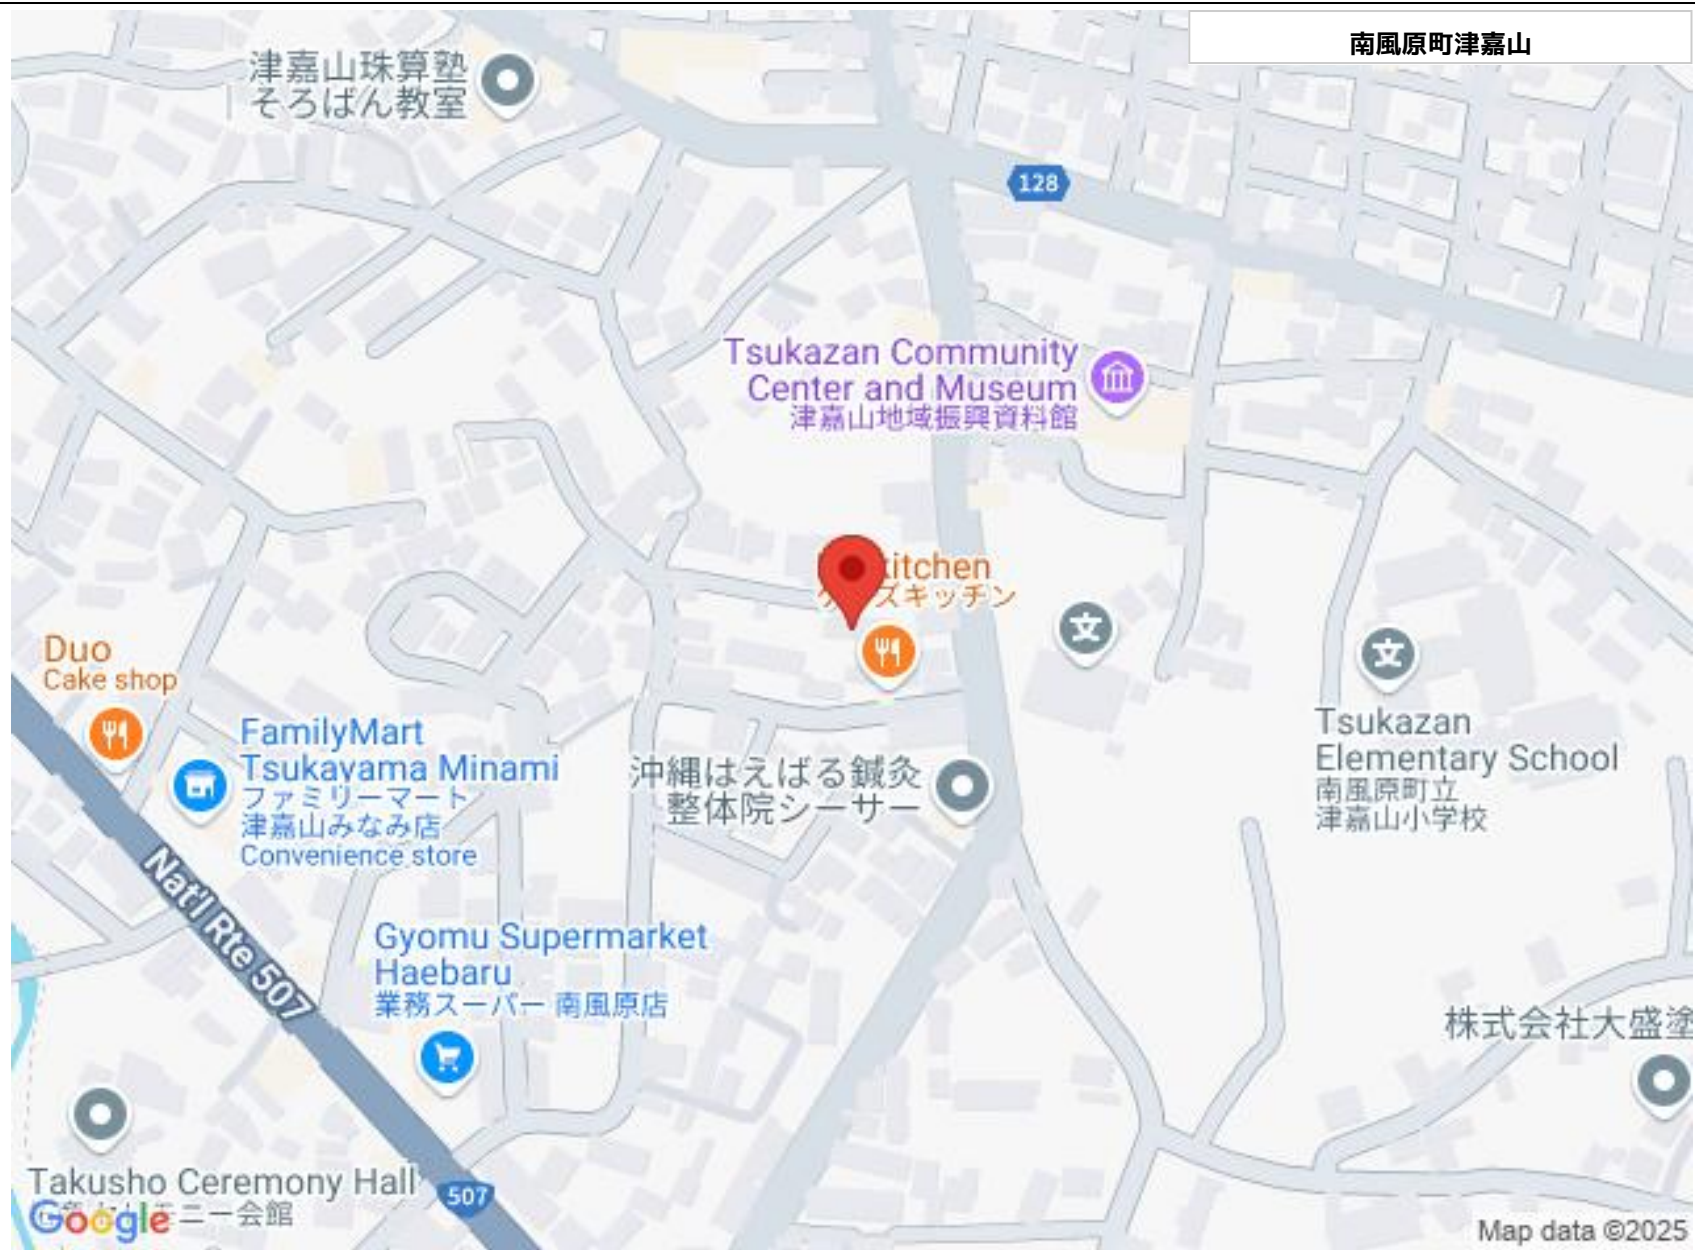 南風原町津嘉山
津嘉山珠算塾
｜そろばん教室
128
Tsukazan Community
Center and Museum
津嘉山地域振興資料館
kitchen
ズキッチン
文
文
Duo
Cake shop
FamilyMart
Tsukayama Minami
ファミリーマート
津嘉山みなみ店
Convenience store
沖縄はえばる鍼灸
整体院シーサー
Tsukazan
Elementary School
南風原町立
津嘉山小学校
Nat'l Rte 507
Gyomu Supermarket
Haebaru
業務スーパー 南風原店
株式会社大盛塗
Takusho Ceremony Hall
ニー会館
507
Google
Map data ©2025